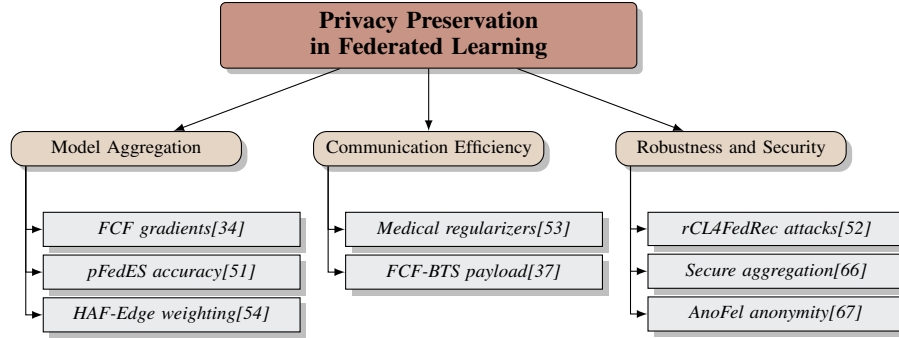 Privacy Preservation
in Federated Learning
Model Aggregation
FCF gradients[34]
pFedES accuracy[51]
HAF-Edge weighting[54]
Communication Efficiency
Medical regularizers[53]
FCF-BTS payload[37]
Robustness and Security
rCL4FedRec attacks[52]
Secure aggregation[66]
AnoFel anonymity[67]